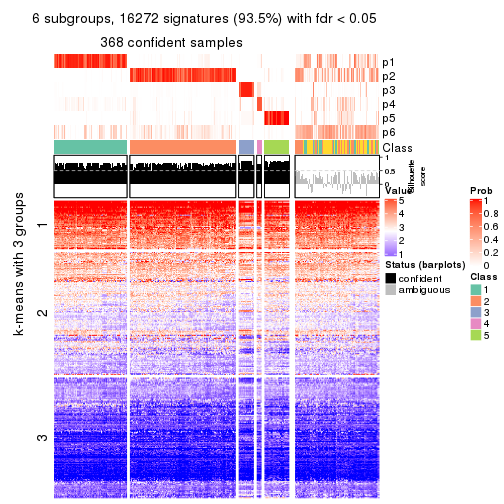 6 subgroups, 16272 signatures (93.5%) with fdr < 0.05
368 confident samples
p1
p2
p3
p4
p5
p6
Class
1
0.5
0
Silhouette
score
k-means with 3 groups
1
2
3
Value
5
4
3
2
1
Status (barplots)
confident
ambiguous
Prob
1
0.8
0.6
0.4
0.2
0
Class
1
2
3
4
5